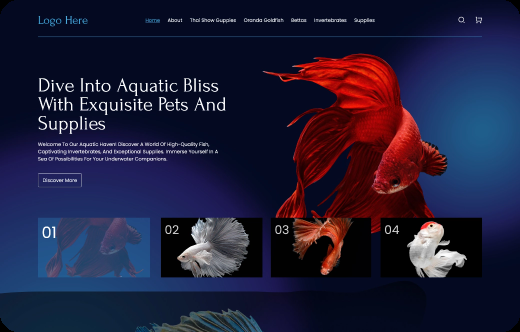 Logo Here
Home About Thai Show Guppies Oranda Goldfish Bettas Invertebrates Supplies
Dive Into Aquatic Bliss
With Exquisite Pets And
Supplies
Welcome To Our Aquatic Haven! Discover A World Of High-Quality Fish,
Captivating Invertebrates, And Exceptional Supplies. Immerse Yourself In A
Sea Of Possibilities For Your Underwater Companions.
Discover More
01
02
03
04